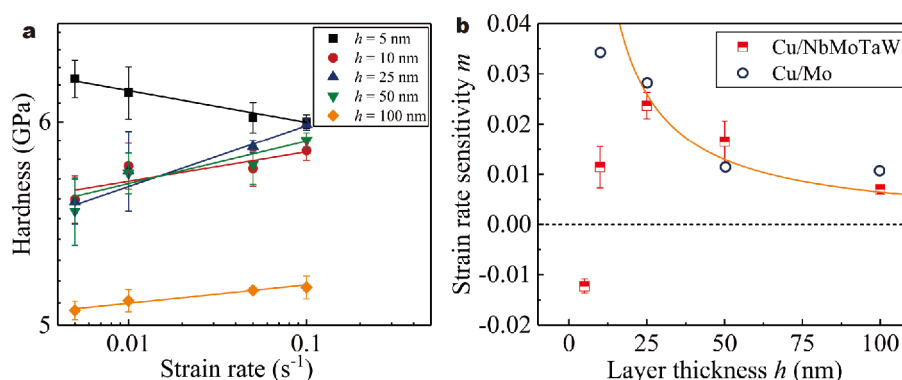 a
h = 5 nm
h = 10 nm
h = 25 nm
h = 50 nm
h = 100 nm
Hardness (GPa)
6
5
0.01
0.1
Strain rate (s⁻¹)
b
Cu/NbMoTaW
Cu/Mo
Strain rate sensitivity m
0.04
0.03
0.02
0.01
0.00
-0.01
-0.02
0
25
50
75
100
Layer thickness h (nm)